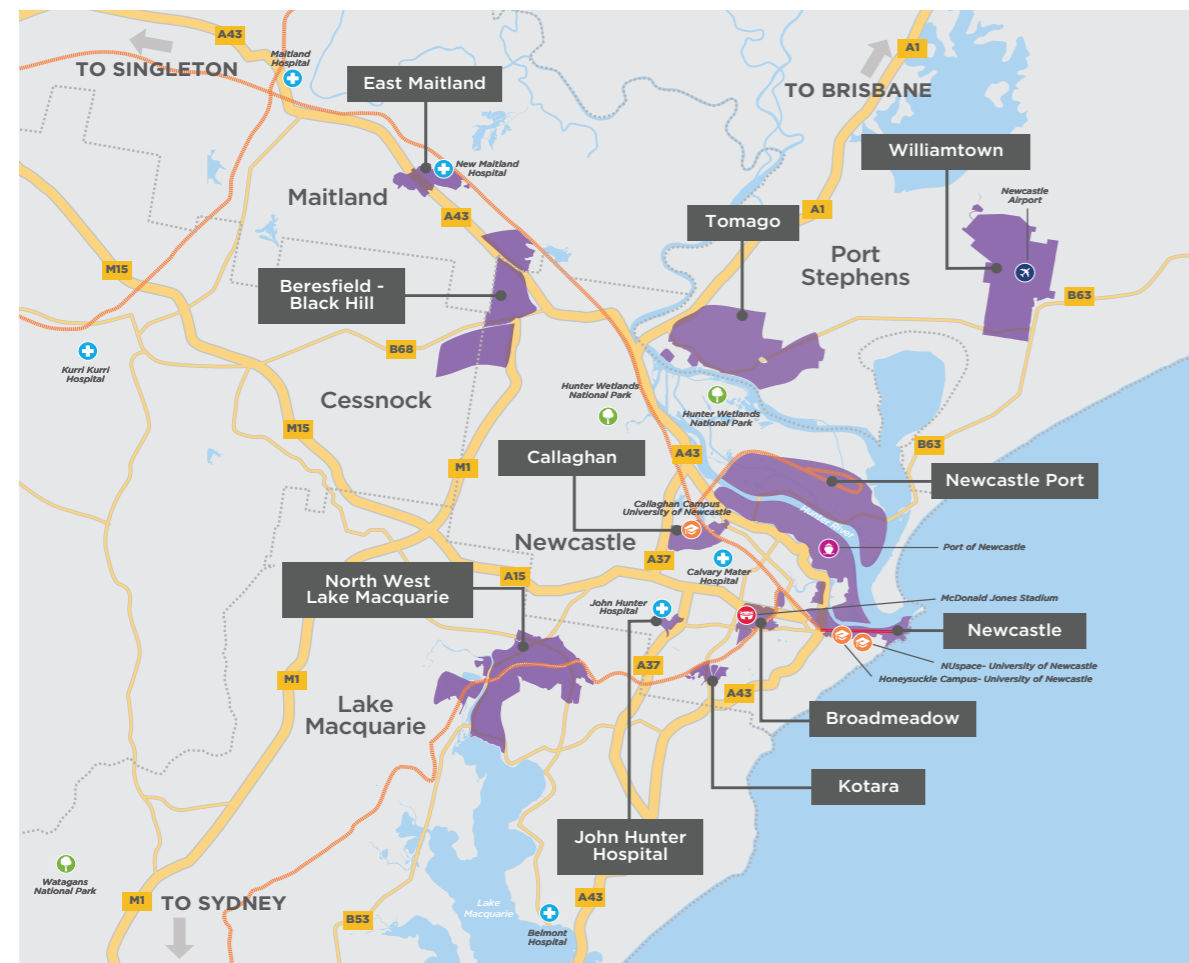 A43
TO SINGLETON
Maitland
Hospital
A1
TO BRISBANE
East Maitland
New Maitland
Hospital
Maitland
A43
Williamtown
Newcastle
Airport
Tomago
A1
Port
Stephens
M15
Beresfield -
Black Hill
B63
B68
Kurri Kurri
Hospital
Cessnock
Hunter Wetlands
National Park
Hunter Wetlands
National Park
M15
M1
Callaghan
A43
B63
Newcastle Port
Callaghan Campus
University of Newcastle
Hunter River
Newcastle
A37
Calvary Mater
Hospital
Port of Newcastle
North West
Lake Macquarie
A15
John Hunter
Hospital
McDonald Jones Stadium
Newcastle
NUspace- University of Newcastle
Honeysuckle Campus- University of Newcastle
M1
A37
A43
Lake
Macquarie
Broadmeadow
Kotara
John Hunter
Hospital
Watagans
National Park
M1
TO SYDNEY
B53
Lake
Macquarie
A43
Belmont
Hospital